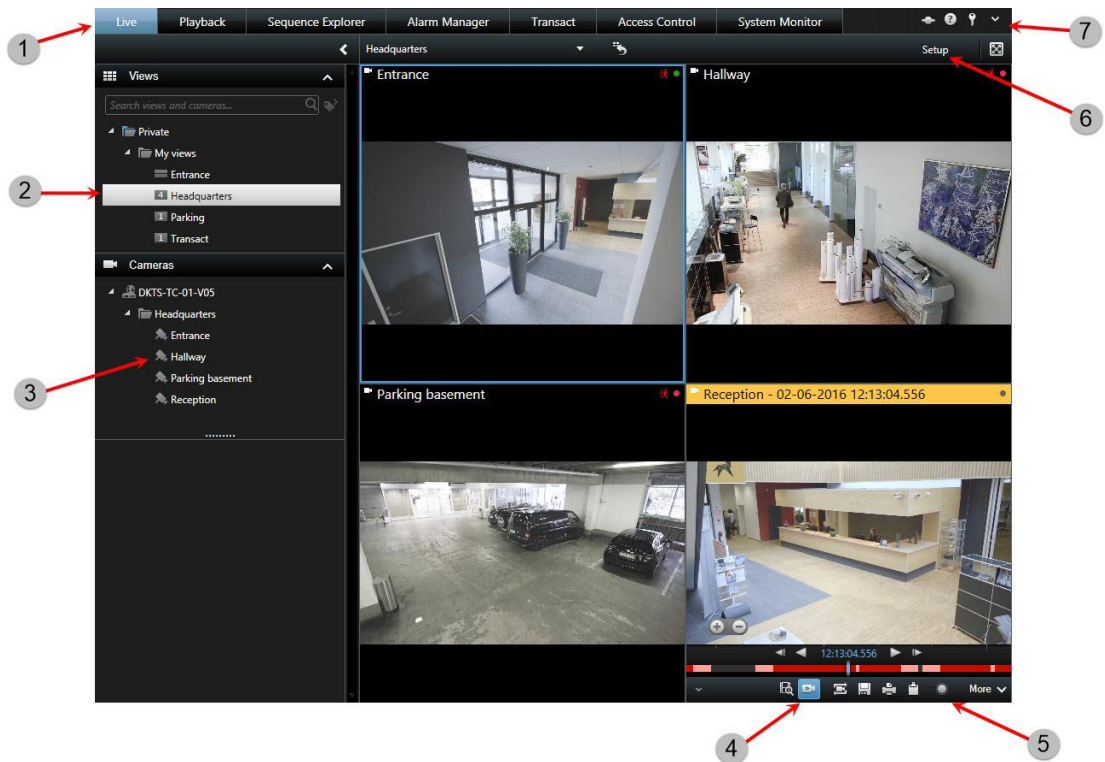 Live Playback Sequence Explorer Alarm Manager Transact Access Control System Monitor
1
7
Headquarters
Setup
6
Views
Entrance
Hallway
Search views and cameras...
Private
My views
Entrance
2
4 Headquarters
1 Parking
1 Transact
Cameras
DKTS-TC-01-V05
Headquarters
Entrance
3
Hallway
Parking basement
Reception
Parking basement
Reception - 02-06-2016 12:13:04.556
12:13:04.556
More
4
5